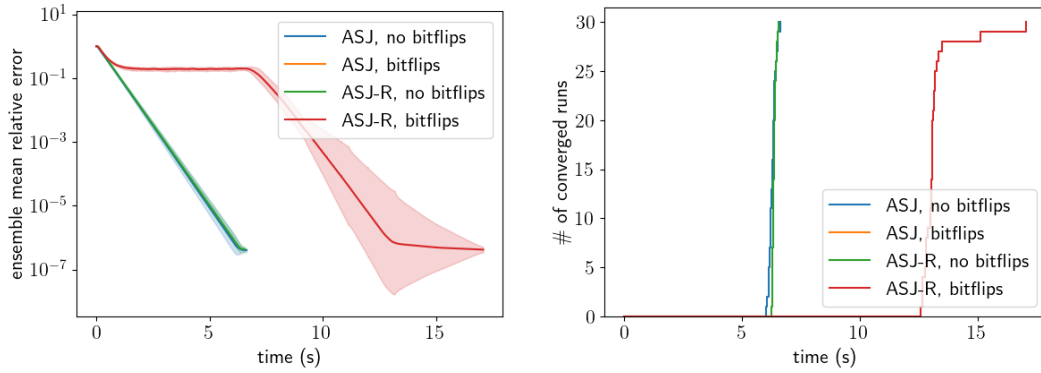 10^1
10^{-1}
10^{-3}
10^{-5}
10^{-7}
ensemble mean relative error
ASJ, no bitflips
ASJ, bitflips
ASJ-R, no bitflips
ASJ-R, bitflips
0 5 10 15
time (s)
30
25
20
15
10
5
0
# of converged runs
ASJ, no bitflips
ASJ, bitflips
ASJ-R, no bitflips
ASJ-R, bitflips
0 5 10 15
time (s)